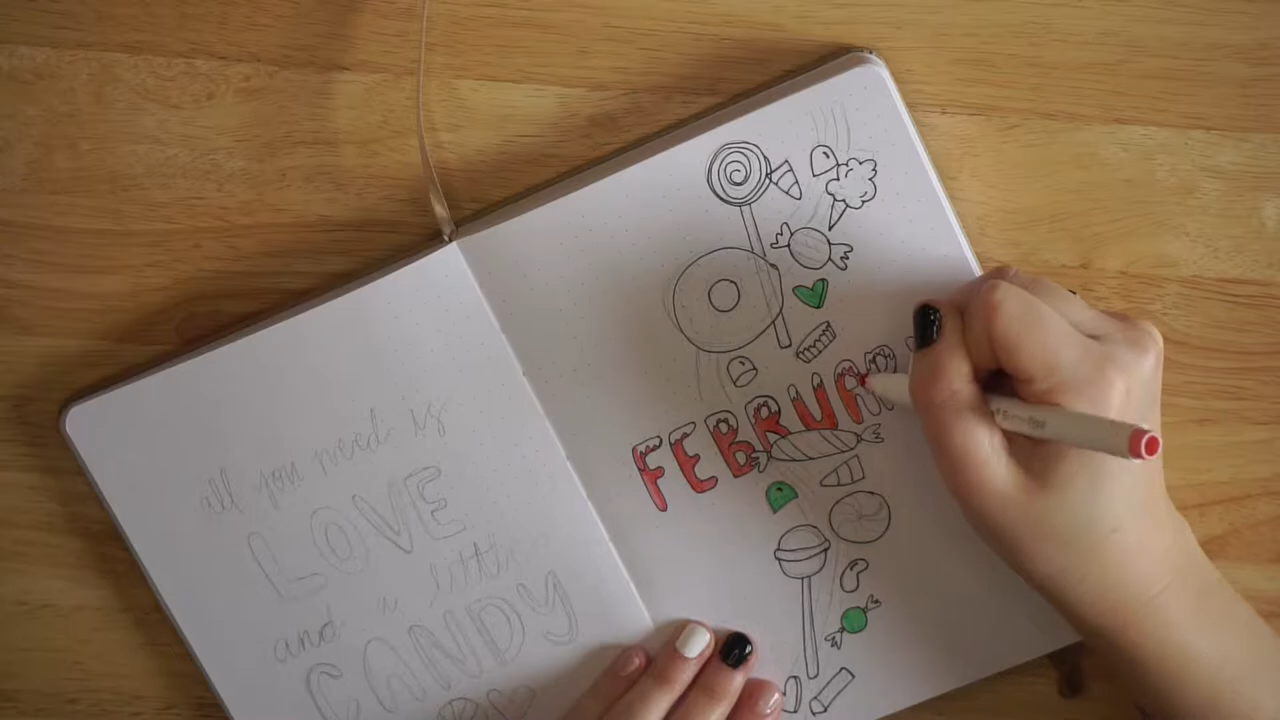 all you need is
LOVE
and a little
CANDY
FEBRUAR